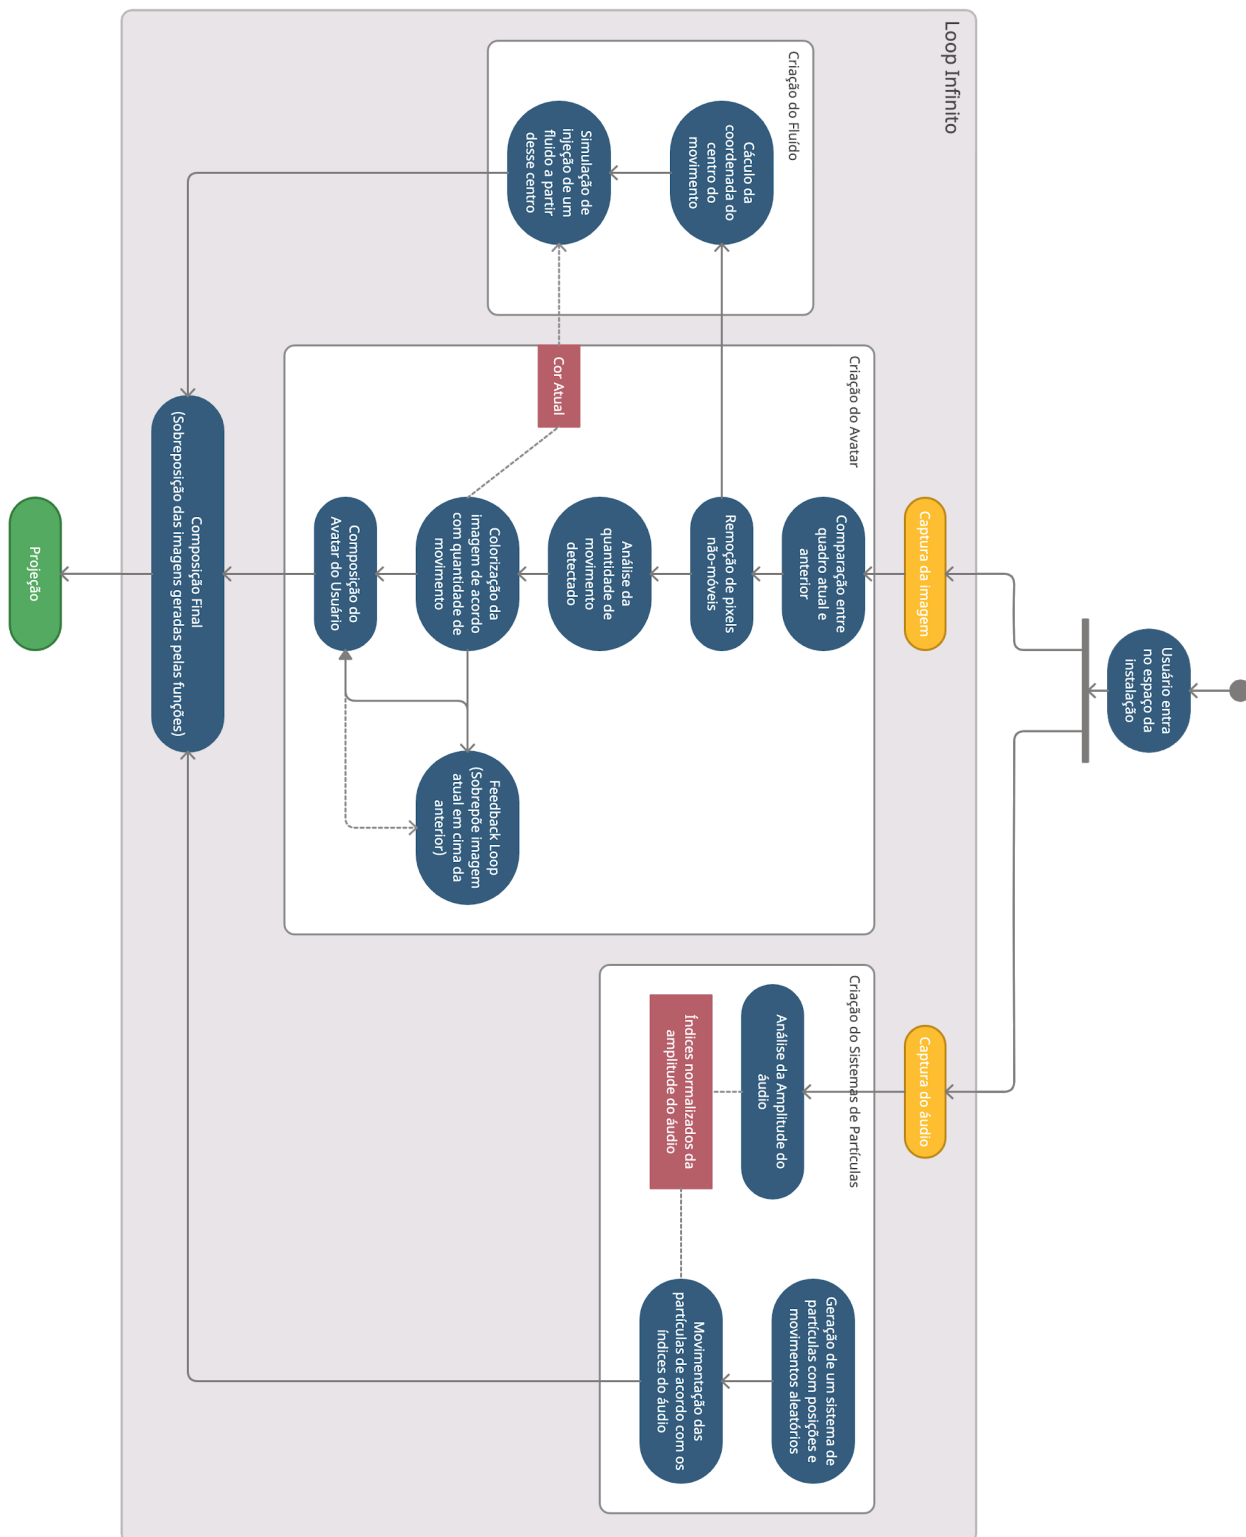 Usuário entra
no espaço da
instalação
Loop Infinito
Captura da imagem
Captura do áudio
Criação do Fluído
Cáculo da
coordenada do
centro do
movimento
Simulação de
injeção de um
fluido a partir
desse centro
Criação do Avatar
Comparação entre
quadro atual e
anterior
Remoção de pixels
não-móveis
Análise da
quantidade de
movimento
detectado
Cor Atual
Colorização da
imagem de acordo
com quantidade de
movimento
Feedback Loop
(Sobrepõe imagem
atual em cima da
anterior)
Composição do
Avatar do Usuário
Criação do Sistemas de Partículas
Análise da Amplitude do
áudio
Índices normalizados da
amplitude do áudio
Geração de um sistema de
partículas com posições e
movimentos aleatórios
Movimentação das
partículas de acordo com os
índices do áudio
Composição Final
(Sobreposição das imagens geradas pelas funções)
Projeção